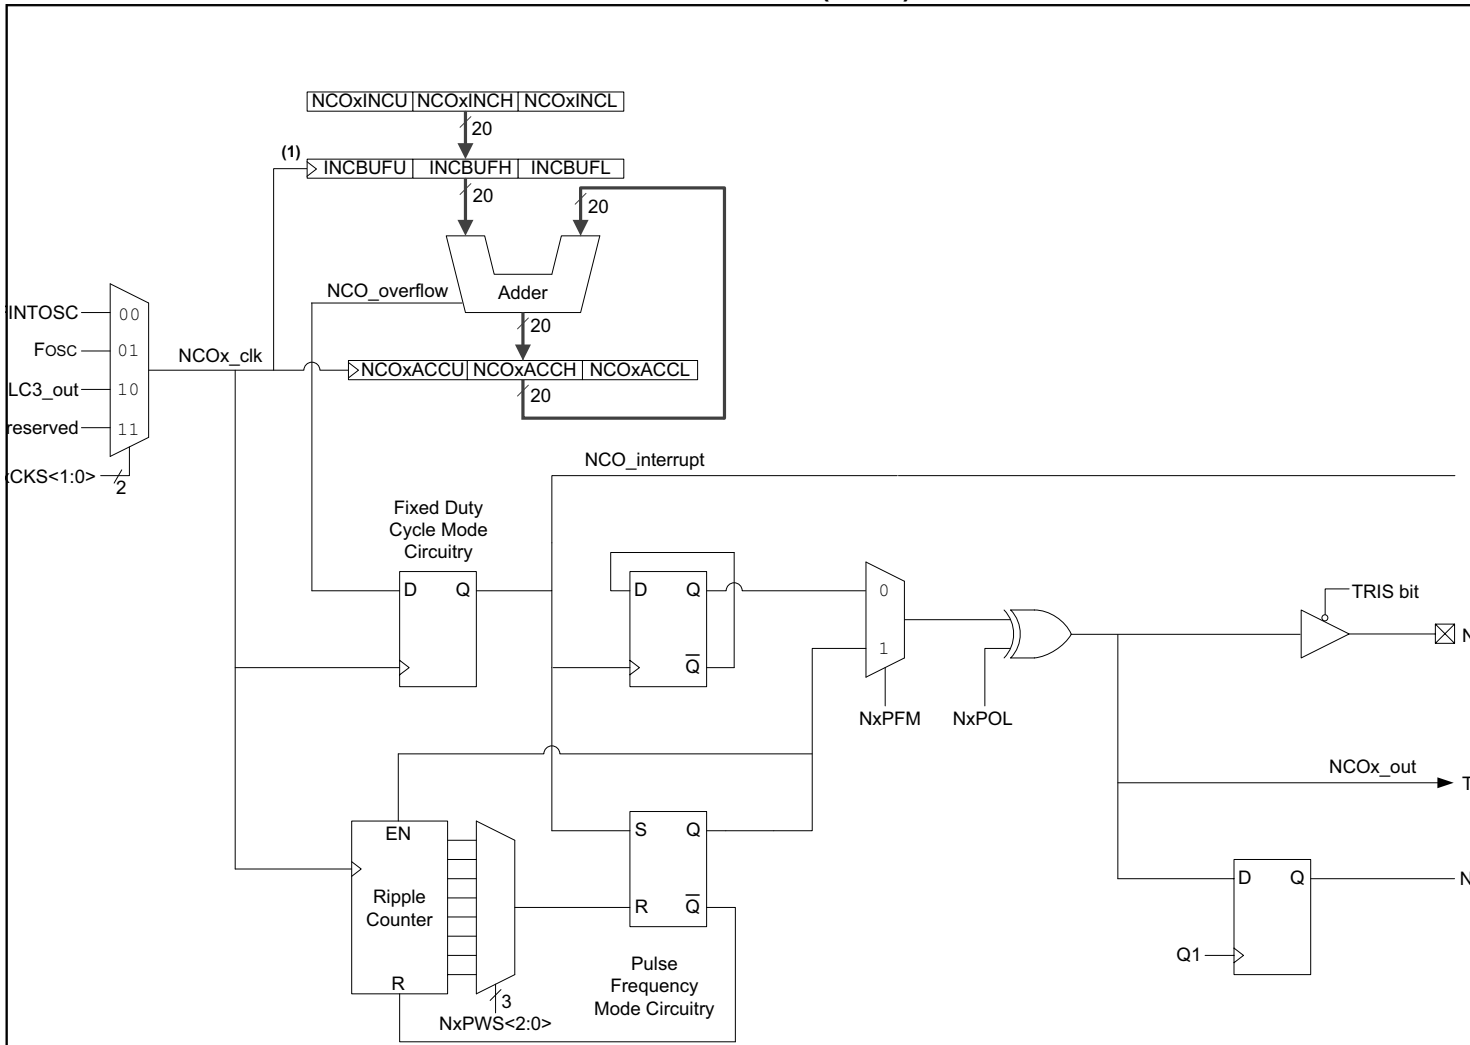 NCOxINCU NCOxINCH NCOxINCL
20
(1)
INCBUFU INCBUFH INCBUFL
20
20
NCO_overflow
Adder
INTOSC
00
20
FOSC
01
NCOx_clk
NCOxACCU NCOxACCH NCOxACCL
LC3_out
10
20
reserved
11
CKS<1:0>
2
NCO_interrupt
Fixed Duty
Cycle Mode
Circuitry
D Q
D Q
0
TRIS bit
N
1
Q
NxPFM
NxPOL
NCOx_out
T
EN
S Q
Ripple
Counter
R Q
D Q
N
Q1
R
3
NxPWS<2:0>
Pulse
Frequency
Mode Circuitry